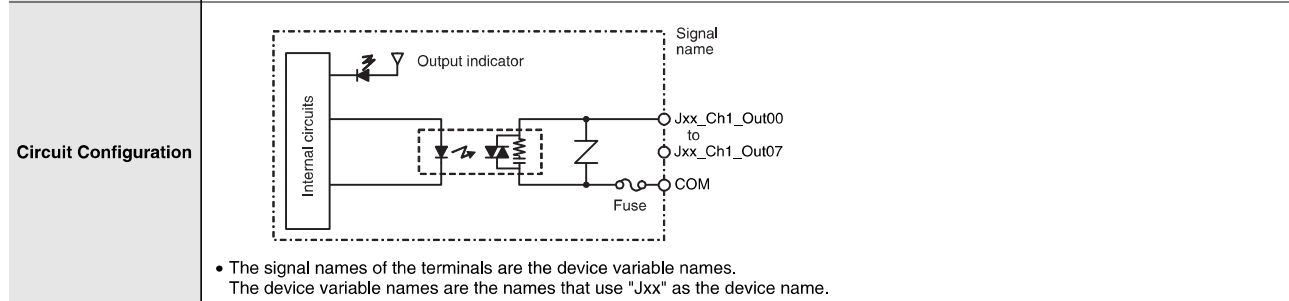 Circuit Configuration
Signal
name
Output indicator
Internal circuits
Jxx_Ch1_Out00
to
Jxx_Ch1_Out07
COM
Fuse
• The signal names of the terminals are the device variable names.
The device variable names are the names that use "Jxx" as the device name.